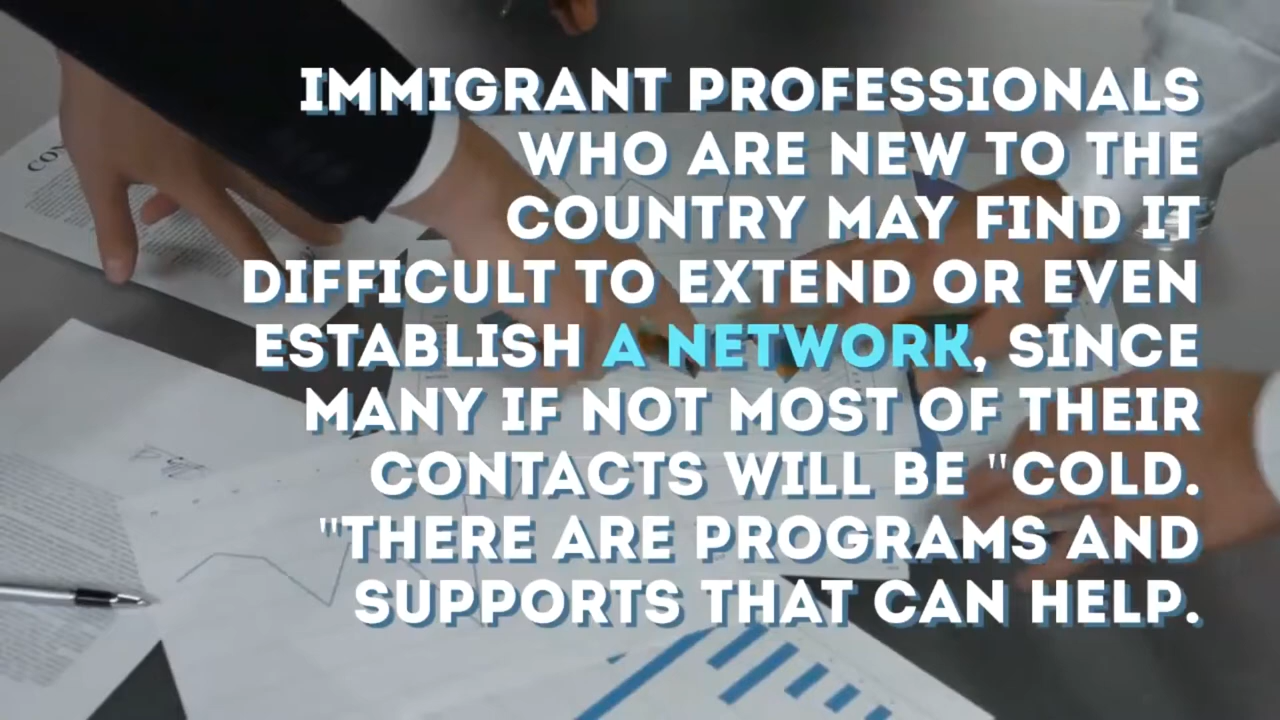 IMMIGRANT PROFESSIONALS
WHO ARE NEW TO THE
COUNTRY MAY FIND IT
DIFFICULT TO EXTEND OR EVEN
ESTABLISH A NETWORK, SINCE
MANY IF NOT MOST OF THEIR
CONTACTS WILL BE "COLD.
"THERE ARE PROGRAMS AND
SUPPORTS THAT CAN HELP.